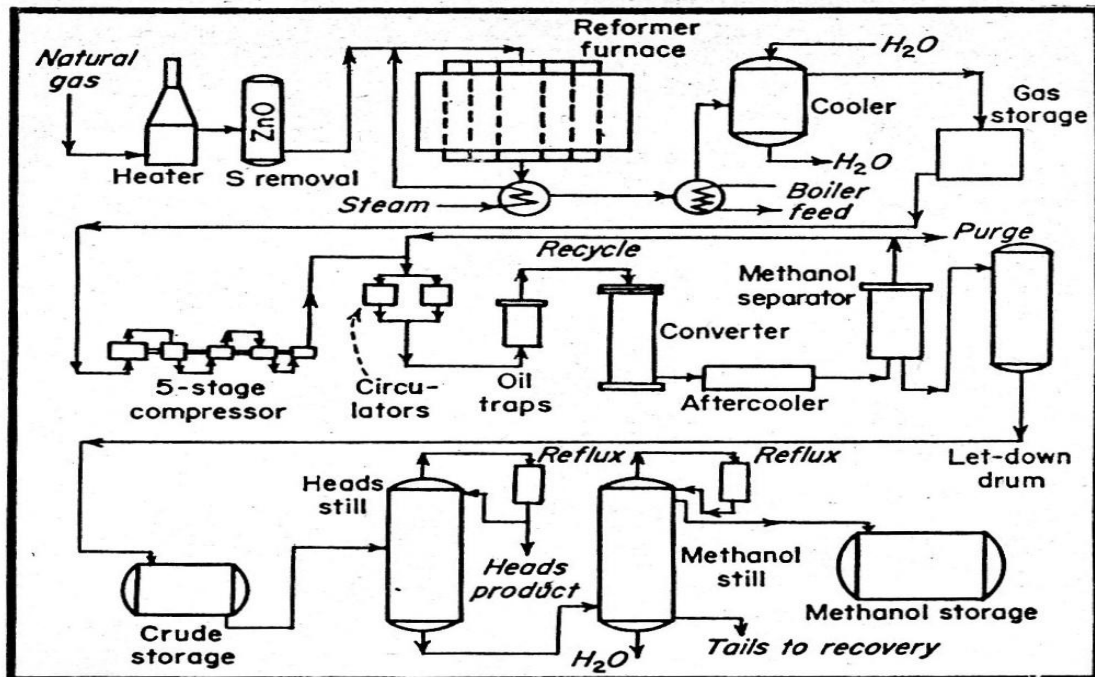 Natural
gas
Heater
ZnO
S removal
Reformer
furnace
Steam
H₂O
Cooler
H₂O
Boiler
feed
Gas
storage
Recycle
Purge
5-stage
compressor
Circu-
lators
Oil
traps
Converter
Aftercooler
Methanol
separator
Let-down
drum
Crude
storage
Heads
still
Reflux
Heads
product
Reflux
Methanol
still
H₂O
Tails to recovery
Methanol storage